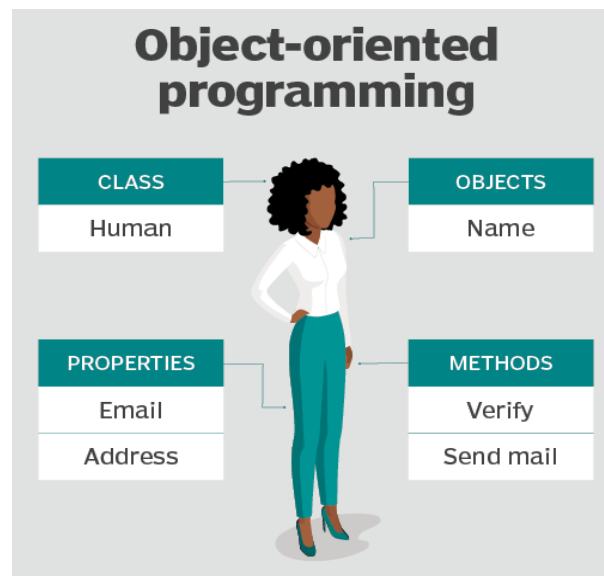 Object-oriented
programming
CLASS
Human
OBJECTS
Name
PROPERTIES
Email
Address
METHODS
Verify
Send mail